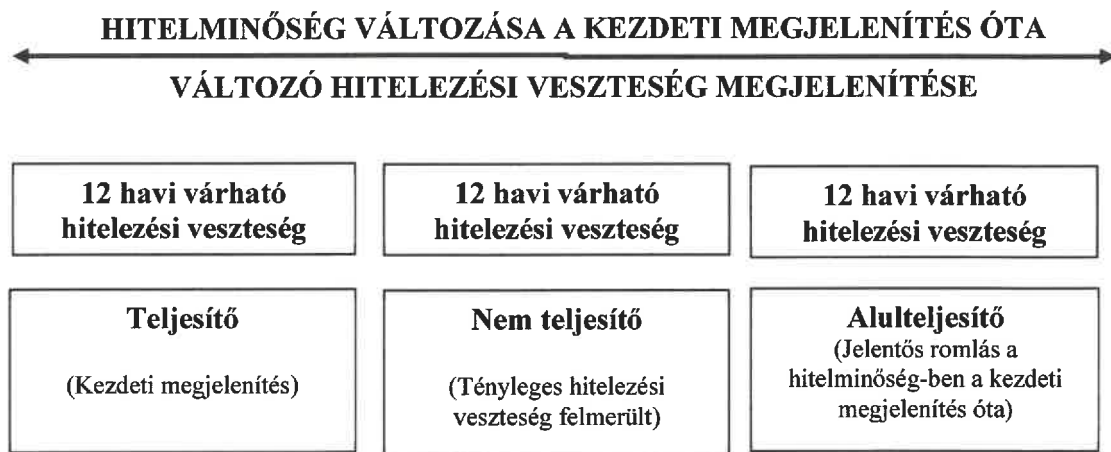 HITELMINŐSÉG VÁLTOZÁSA A KEZDETI MEGJELENÍTÉS ÓTA
VÁLTOZÓ HITELEZÉSI VESZTESÉG MEGJELENÍTÉSE
12 havi várható
hitelezési veszteség
12 havi várható
hitelezési veszteség
12 havi várható
hitelezési veszteség
Teljesítő
(Kezdeti megjelenítés)
Nem teljesítő
(Tényleges hitelezési
veszteség felmerült)
Alulteljesítő
(Jelentős romlás a
hitelminőség-ben a kezdeti
megjelenítés óta)